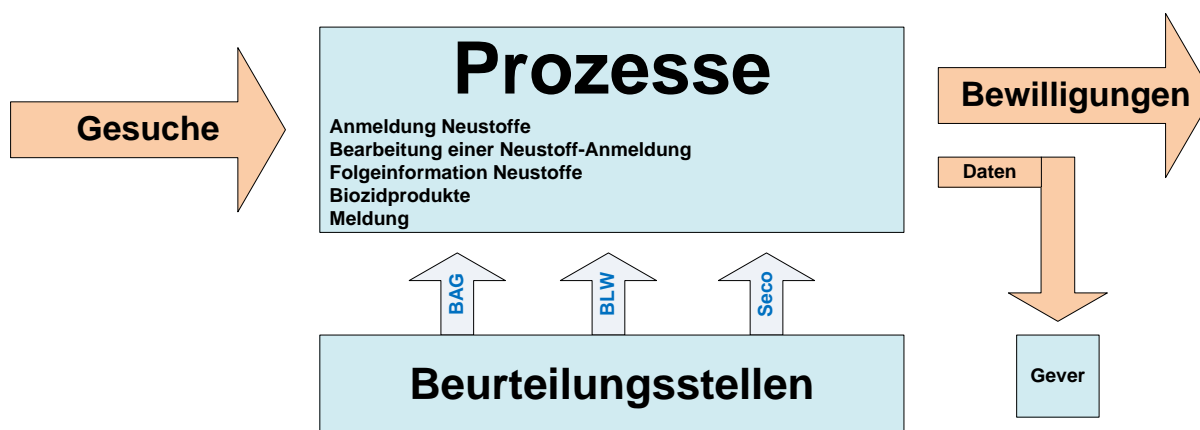 Gesuche
Prozesse
Anmeldung Neustoffe
Bearbeitung einer Neustoff-Anmeldung
Folgeinformation Neustoffe
Biozidprodukte
Meldung
Bewilligungen
Daten
BAG
BLW
Seco
Beurteilungsstellen
Gever